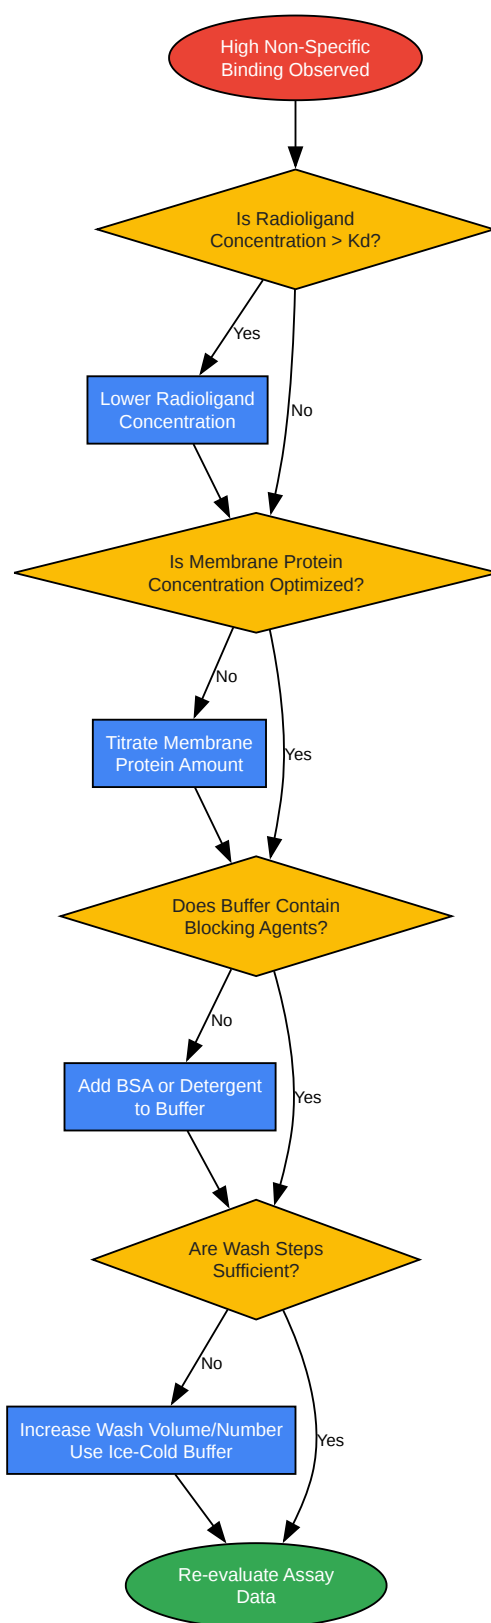 High Non-Specific
Binding Observed
Is Radioligand
Concentration > Kd?
Yes
Lower Radioligand
Concentration
No
Is Membrane Protein
Concentration Optimized?
No
Titrate Membrane
Protein Amount
Yes
Does Buffer Contain
Blocking Agents?
No
Add BSA or Detergent
to Buffer
Yes
Are Wash Steps
Sufficient?
No
Increase Wash Volume/Number
Use Ice-Cold Buffer
Yes
Re-evaluate Assay
Data